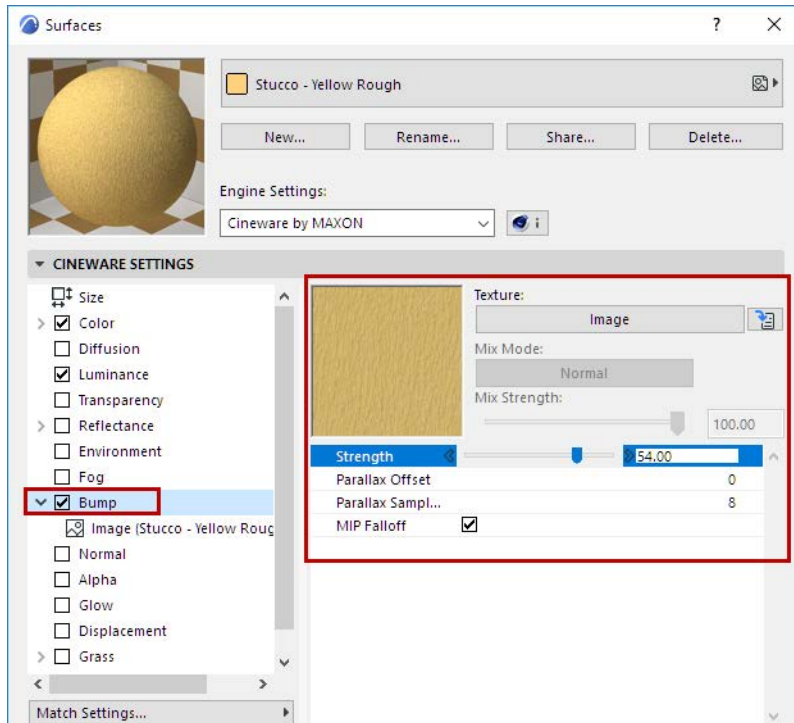 Surfaces
?
Stucco - Yellow Rough
New...
Rename...
Share...
Delete...
Engine Settings:
Cineware by MAXON
i
CINEWARE SETTINGS
Size
Color
Diffusion
Luminance
Transparency
Reflectance
Environment
Fog
Bump
Image (Stucco - Yellow Roug
Normal
Alpha
Glow
Displacement
Grass
Match Settings...
Texture:
Image
Mix Mode:
Normal
Mix Strength:
100.00
Strength 54.00
Parallax Offset 0
Parallax Sampl... 8
MIP Falloff